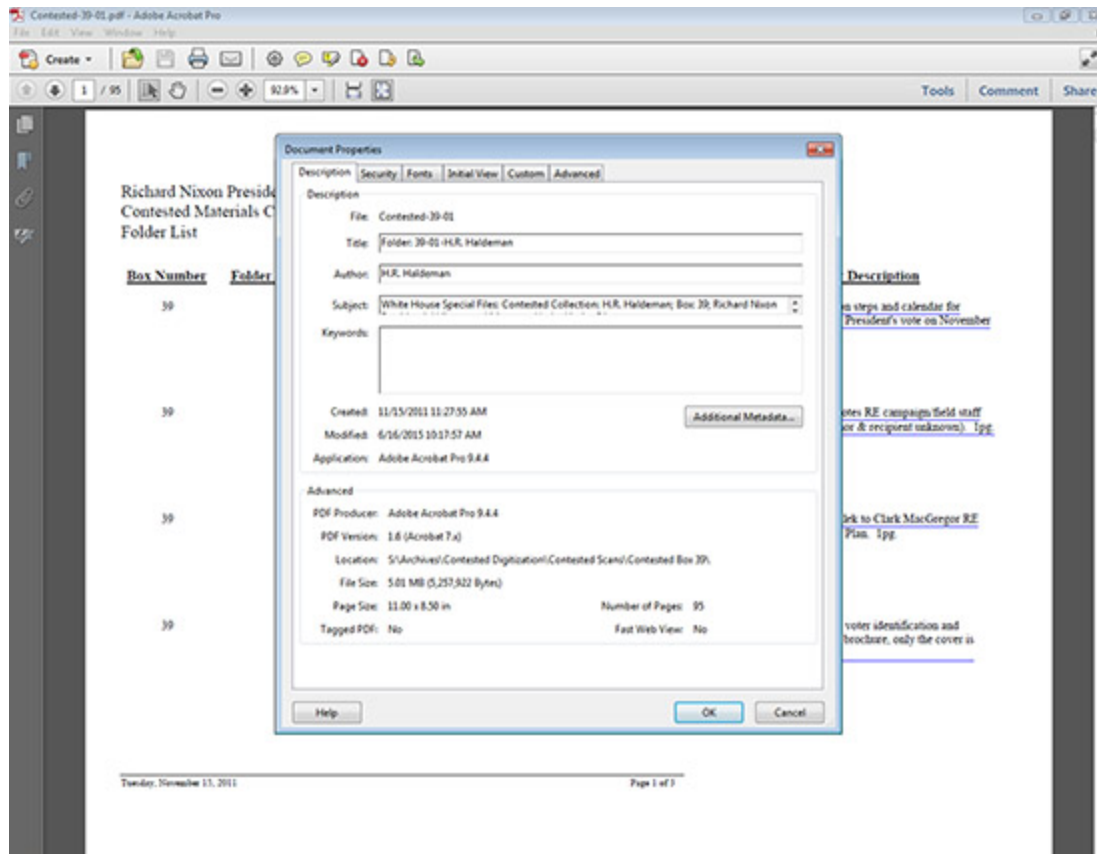 Contested-39-01.pdf - Adobe Acrobat Pro
File Edit View Window Help
Create
1 / 95 92.9% Tools Comment Share
Document Properties
Description Security Fonts Initial View Custom Advanced
Description
File: Contested-39-01
Title: Folder: 39-01-H.R. Haldeman
Author: H.R. Haldeman
Subject: White House Special Files: Contested Collection; H.R. Haldeman; Box 39; Richard Nixon
Keywords:
Created: 11/15/2011 11:27:55 AM
Additional Metadata...
Modified: 6/16/2015 10:17:57 AM
Application: Adobe Acrobat Pro 9.4.4
Advanced
PDF Producer: Adobe Acrobat Pro 9.4.4
PDF Version: 1.6 (Acrobat 7.x)
Location: S:\Archives\Contested Digitization\Contested Scans\Contested Box 39\
File Size: 5.01 MB (5,257,922 Bytes)
Page Size: 11.00 x 8.50 in Number of Pages: 95
Tagged PDF: No Fast Web View: No
Help OK Cancel
Richard Nixon Preside
Contested Materials C
Folder List
Box Number Folder Description
39 n steps and calendar for
President's vote on November
39 otes RE campaign/field staff
or & recipient unknown). 1pg.
39 lek to Clark MacGregor RE
Plan. 1pg.
39 voter identification and
brochure, only the cover is
Tuesday, November 15, 2011 Page 1 of 3